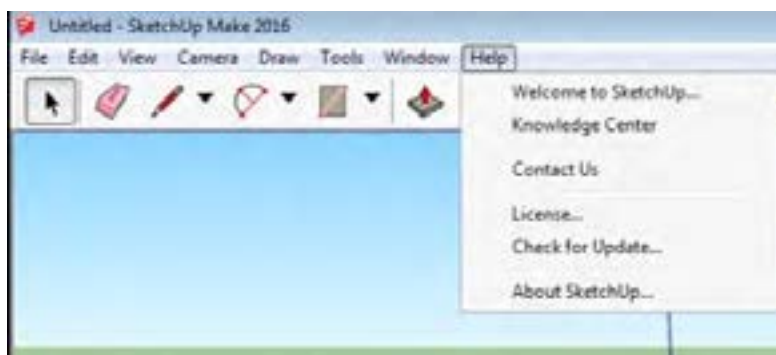 Untitled - SketchUp Make 2016
File Edit View Camera Draw Tools Window Help
Welcome to SketchUp...
Knowledge Center
Contact Us
License...
Check for Update...
About SketchUp...